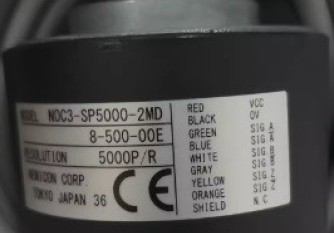 MODEL NOC3-SP5000-2MD
8-500-00E
RESOLUTION 5000P/R
NEMICON CORP.
TOKYO JAPAN 36
CE
RED VCC
BLACK 0V
GREEN SIG A
BLUE SIG A̅
WHITE SIG B
GRAY SIG B̅
YELLOW SIG Z
ORANGE SIG Z̅
SHIELD N.C